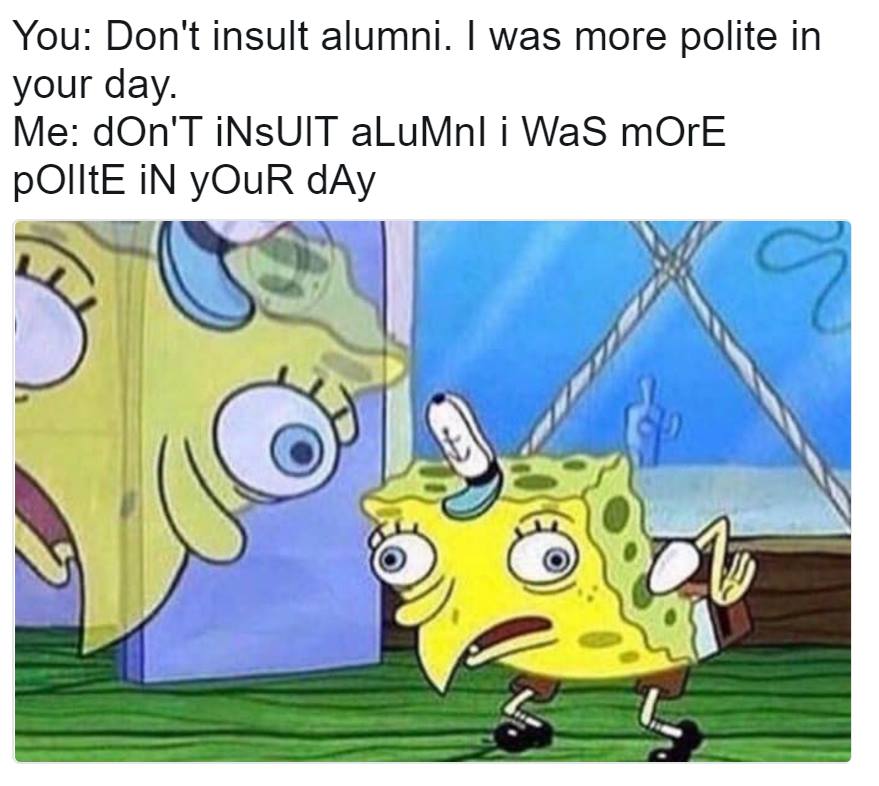 You: Don't insult alumni. I was more polite in
your day.
Me: dOn'T iNsUlT aLuMnI i WaS mOrE
pOlItE iN yOuR dAy